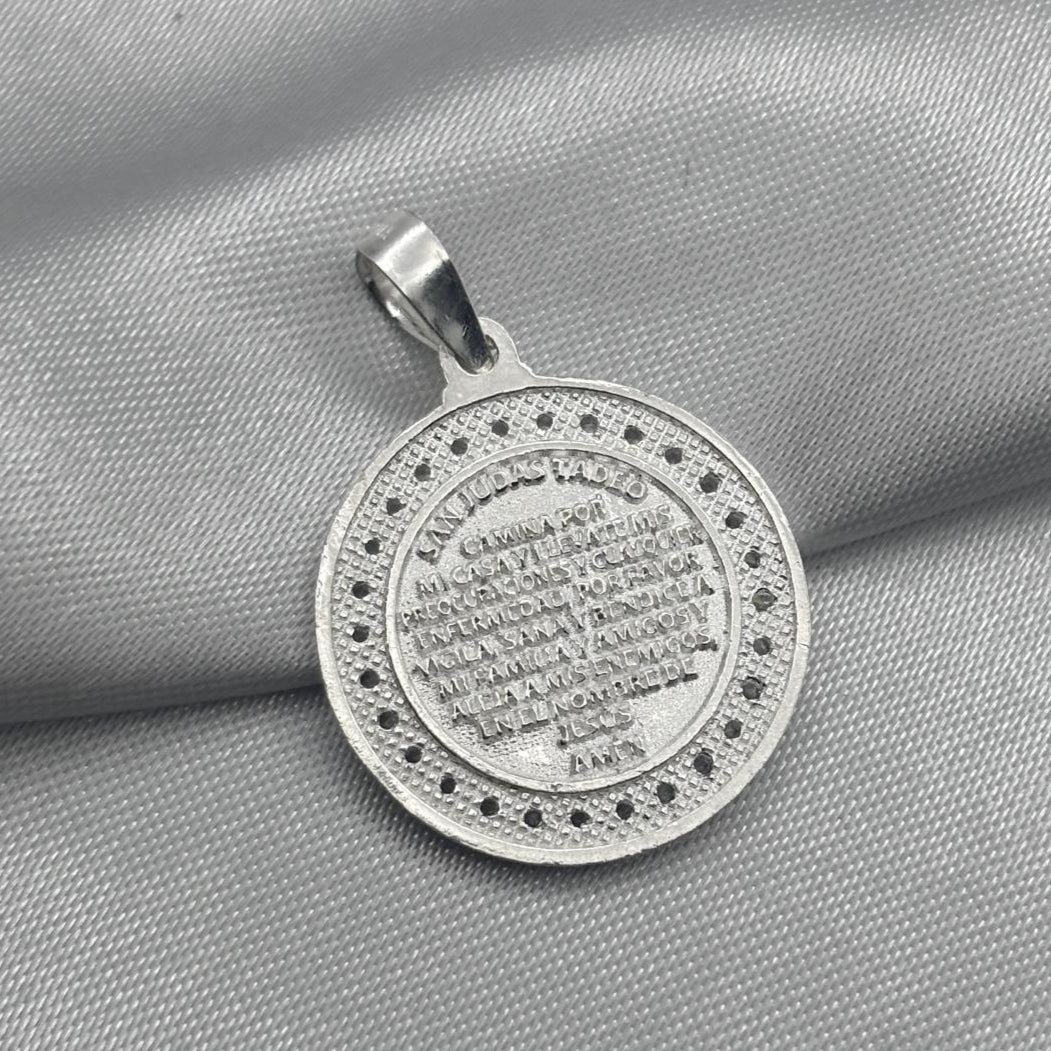 SAN JUDAS TADEO
CAMINA POR
MI CASA Y LLEVATE MIS
PREOCUPACIONES Y CUALQUIER
ENFERMEDAD, POR FAVOR
VIGILA, SANA Y BENDICE A
MI FAMILIA Y AMIGOS Y
ALEJA A MIS ENEMIGOS,
EN EL NOMBRE DE
JESUS
AMEN